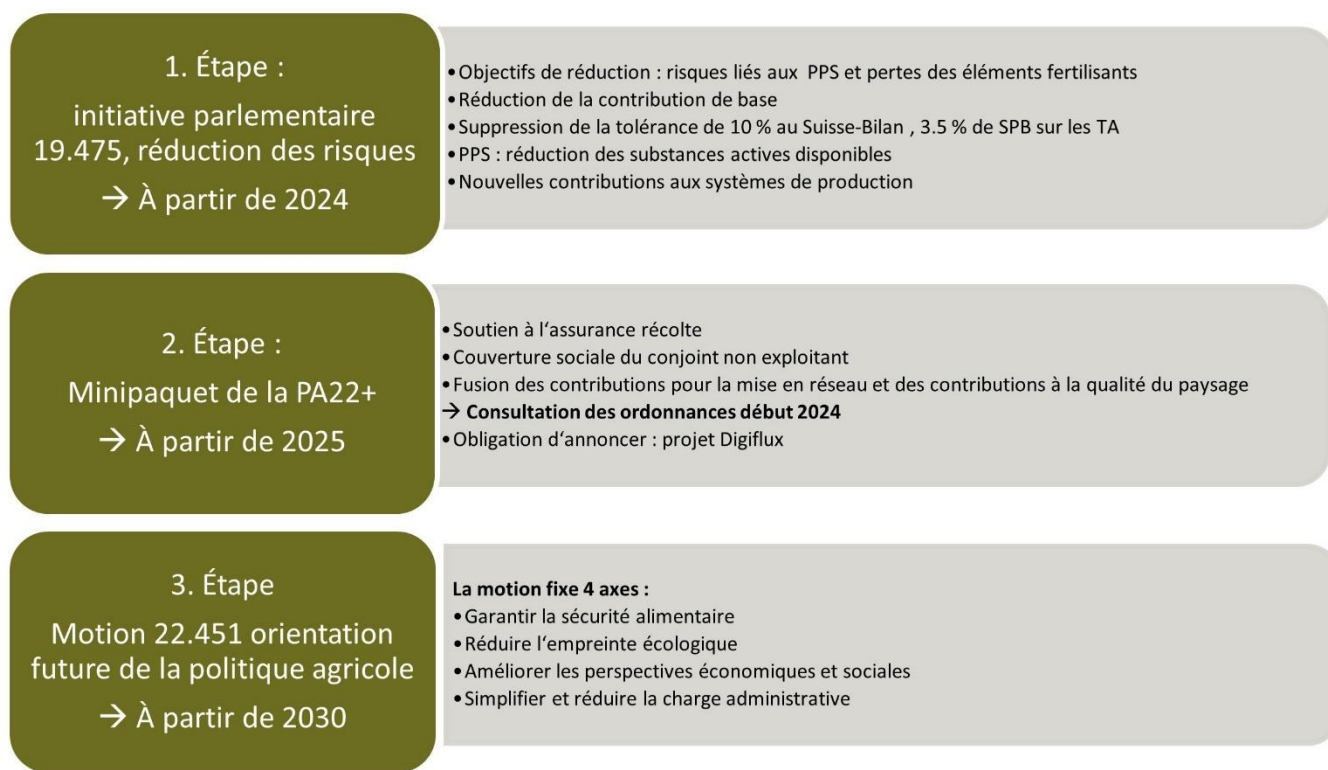 1. Étape :
initiative parlementaire
19.475, réduction des risques
→ À partir de 2024
•Objectifs de réduction : risques liés aux PPS et pertes des éléments fertilisants
•Réduction de la contribution de base
•Suppression de la tolérance de 10 % au Suisse-Bilan , 3.5 % de SPB sur les TA
•PPS : réduction des substances actives disponibles
•Nouvelles contributions aux systèmes de production
2. Étape :
Minipaquet de la PA22+
→ À partir de 2025
•Soutien à l‘assurance récolte
•Couverture sociale du conjoint non exploitant
•Fusion des contributions pour la mise en réseau et des contributions à la qualité du paysage
→ Consultation des ordonnances début 2024
•Obligation d‘annoncer : projet Digiflux
3. Étape
Motion 22.451 orientation
future de la politique agricole
→ À partir de 2030
La motion fixe 4 axes :
•Garantir la sécurité alimentaire
•Réduire l‘empreinte écologique
•Améliorer les perspectives économiques et sociales
•Simplifier et réduire la charge administrative